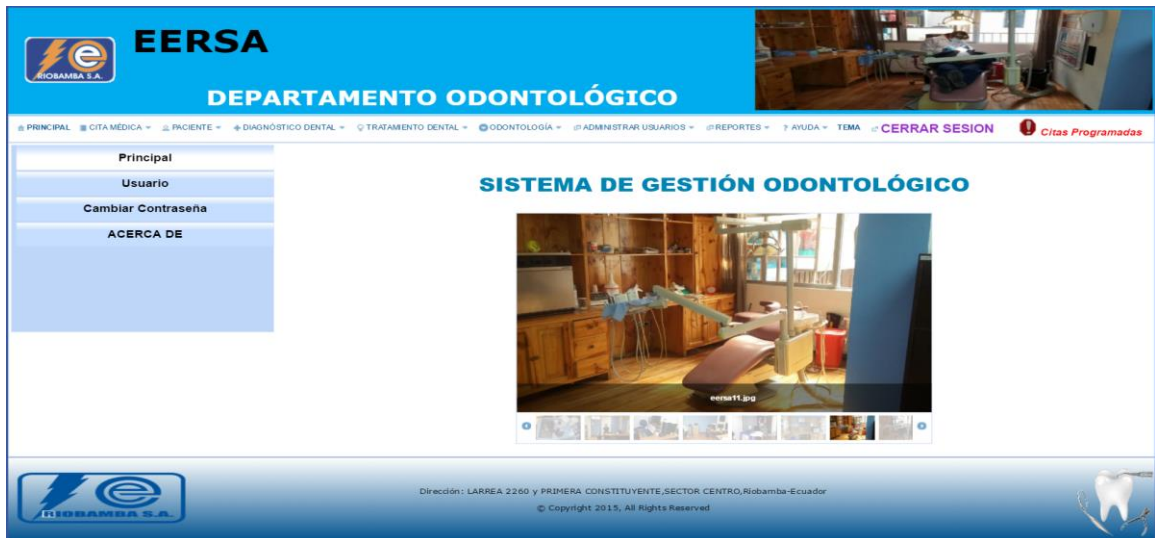 EERSA
RIOBAMBA S.A.
DEPARTAMENTO ODONTOLÓGICO
PRINCIPAL CITA MÉDICA PACIENTE DIAGNÓSTICO DENTAL TRATAMIENTO DENTAL ODONTOLOGÍA ADMINISTRAR USUARIOS REPORTES ? AYUDA TEMA CERRAR SESION Citas Programadas
Principal
Usuario
Cambiar Contraseña
ACERCA DE
SISTEMA DE GESTIÓN ODONTOLÓGICO
eersa11.jpg
RIOBAMBA S.A.
Dirección: LARREA 2260 y PRIMERA CONSTITUYENTE,SECTOR CENTRO,Riobamba-Ecuador
© Copyright 2015, All Rights Reserved